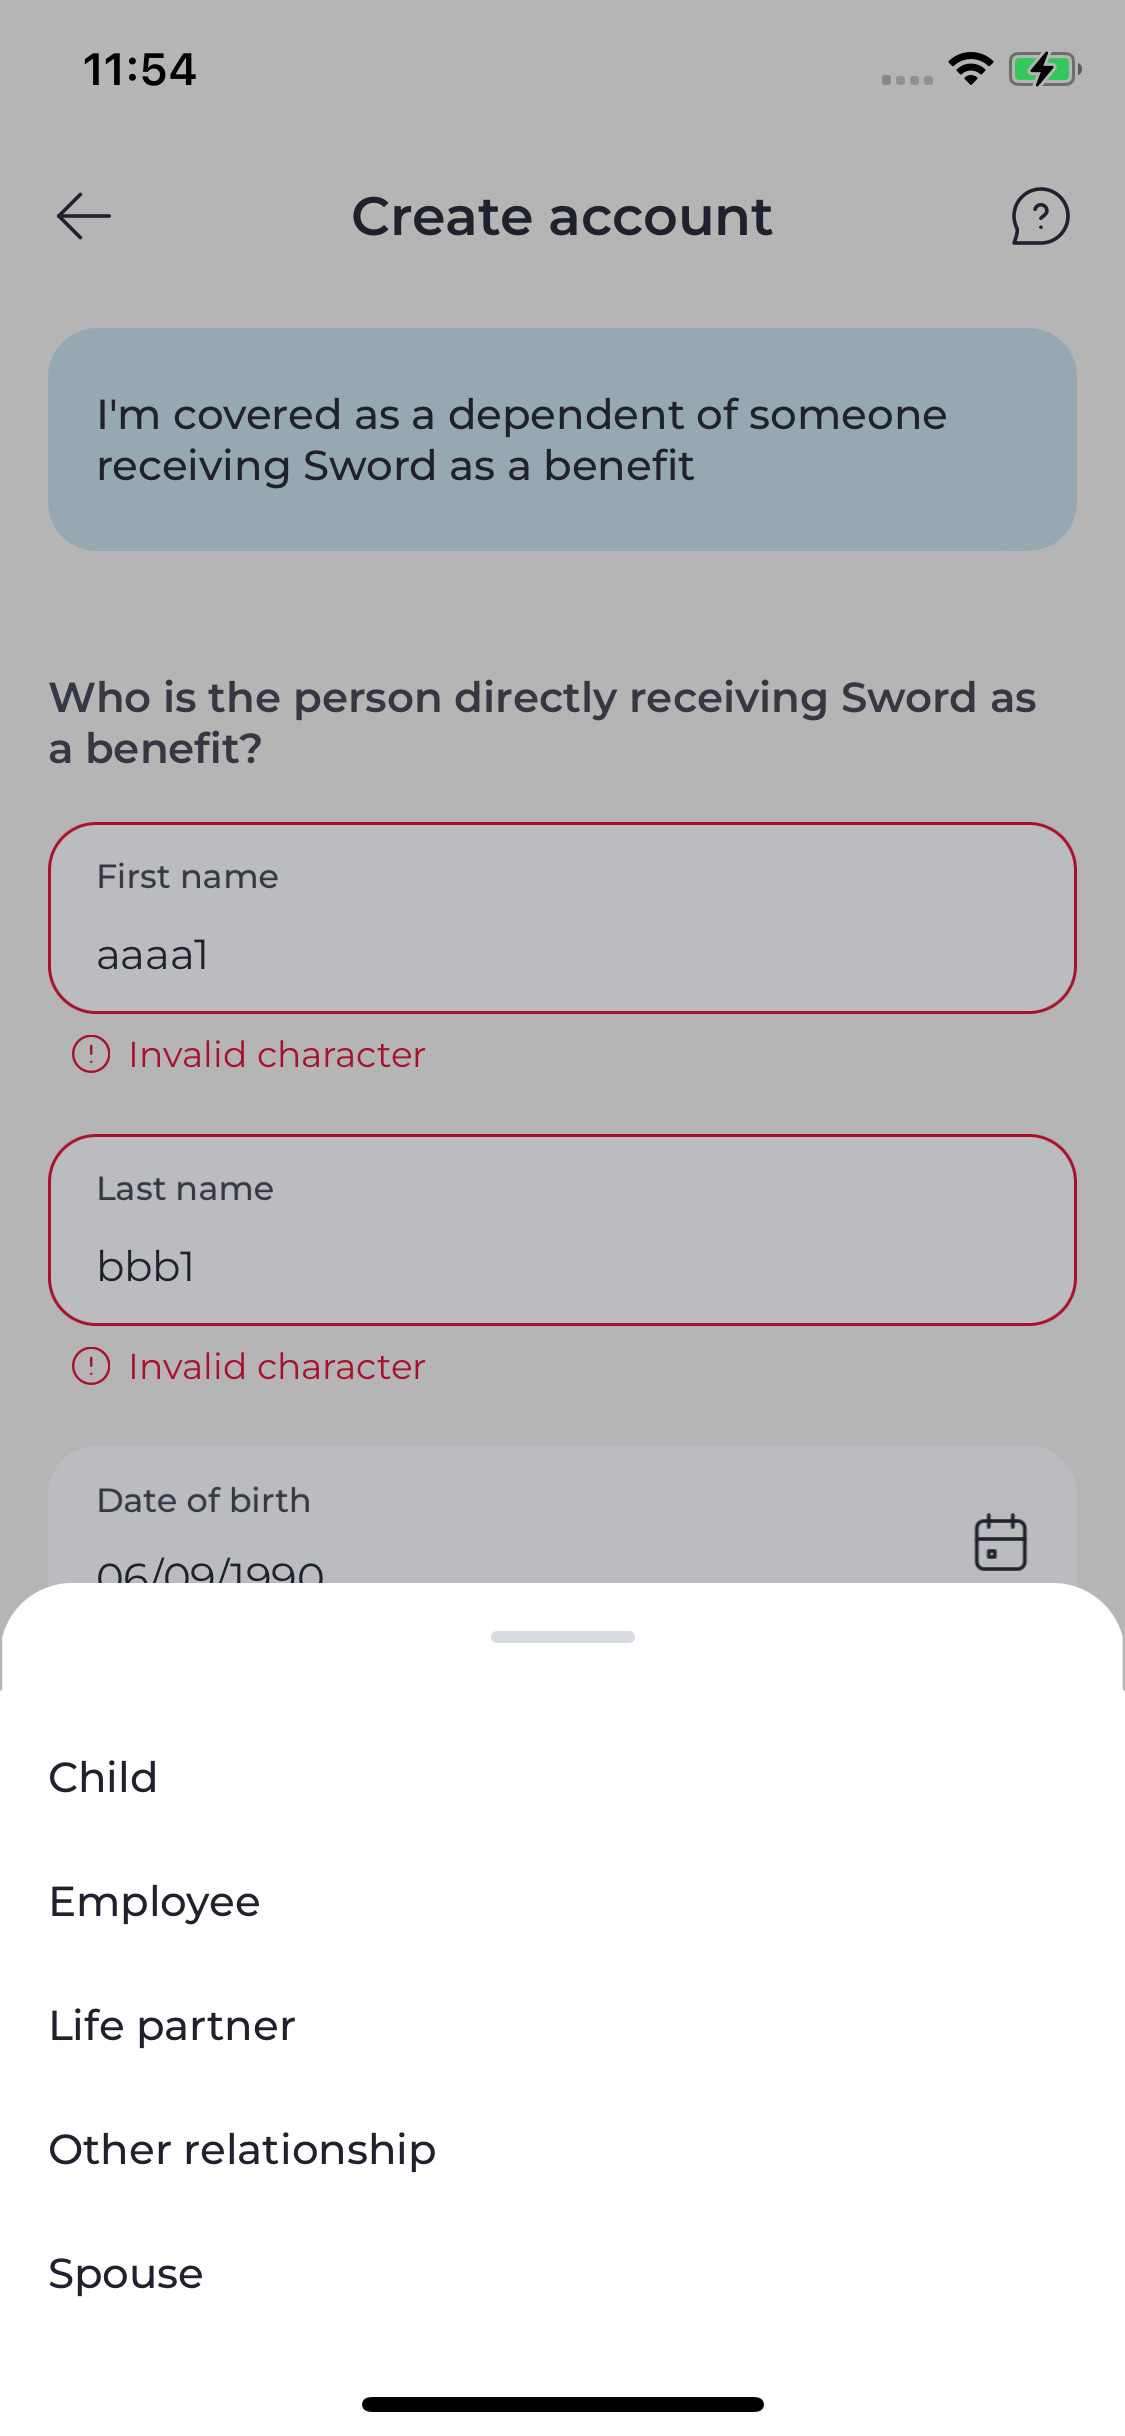 11:54
Create account
I'm covered as a dependent of someone
receiving Sword as a benefit
Who is the person directly receiving Sword as
a benefit?
First name
aaaa1
Invalid character
Last name
bbb1
Invalid character
Date of birth
06/09/1990
Child
Employee
Life partner
Other relationship
Spouse